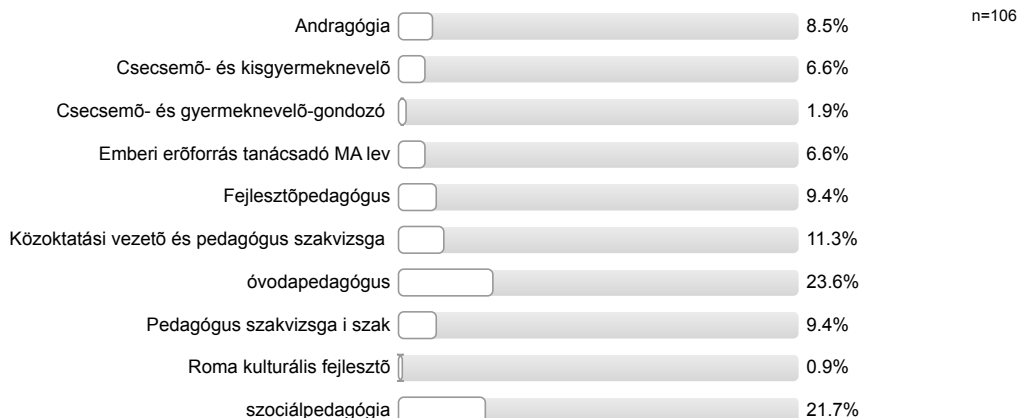 n=106
Andragógia 8.5%
Csecsemõ- és kisgyermeknevelõ 6.6%
Csecsemõ- és gyermeknevelõ-gondozó 1.9%
Emberi erõforrás tanácsadó MA lev 6.6%
Fejlesztõpedagógus 9.4%
Közoktatási vezetõ és pedagógus szakvizsga 11.3%
óvodapedagógus 23.6%
Pedagógus szakvizsga i szak 9.4%
Roma kulturális fejlesztõ 0.9%
szociálpedagógia 21.7%